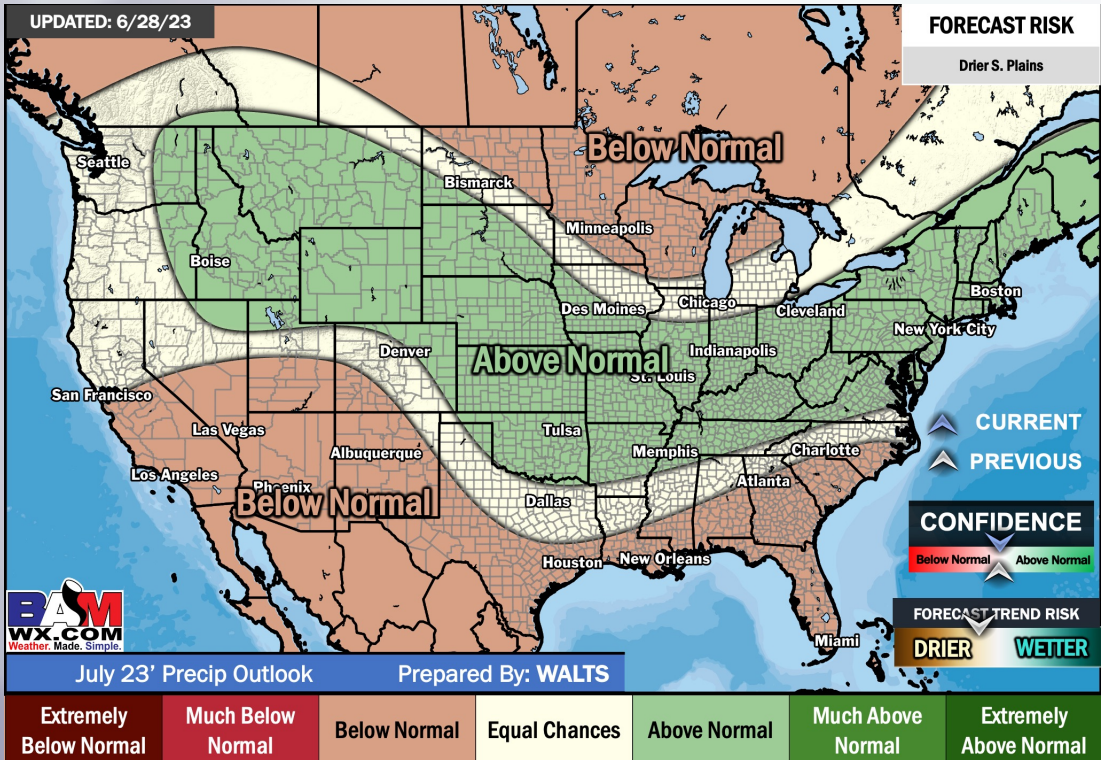 UPDATED: 6/28/23
FORECAST RISK
Drier S. Plains
Below Normal
Seattle
Bismarck
Minneapolis
Boise
Des Moines
Chicago
Cleveland
Boston
New York City
Denver
Above Normal
Indianapolis
St. Louis
San Francisco
Las Vegas
Tulsa
Albuquerque
Memphis
Charlotte
Los Angeles
Phoenix
Below Normal
Dallas
Atlanta
Houston
New Orleans
Miami
CURRENT
PREVIOUS
CONFIDENCE
Below Normal Above Normal
FORECAST TREND RISK
DRIER WETTER
BAM
WX.COM
Weather. Made. Simple.
July 23’ Precip Outlook Prepared By: WALTS
Extremely
Below Normal
Much Below
Normal
Below Normal
Equal Chances
Above Normal
Much Above
Normal
Extremely
Above Normal